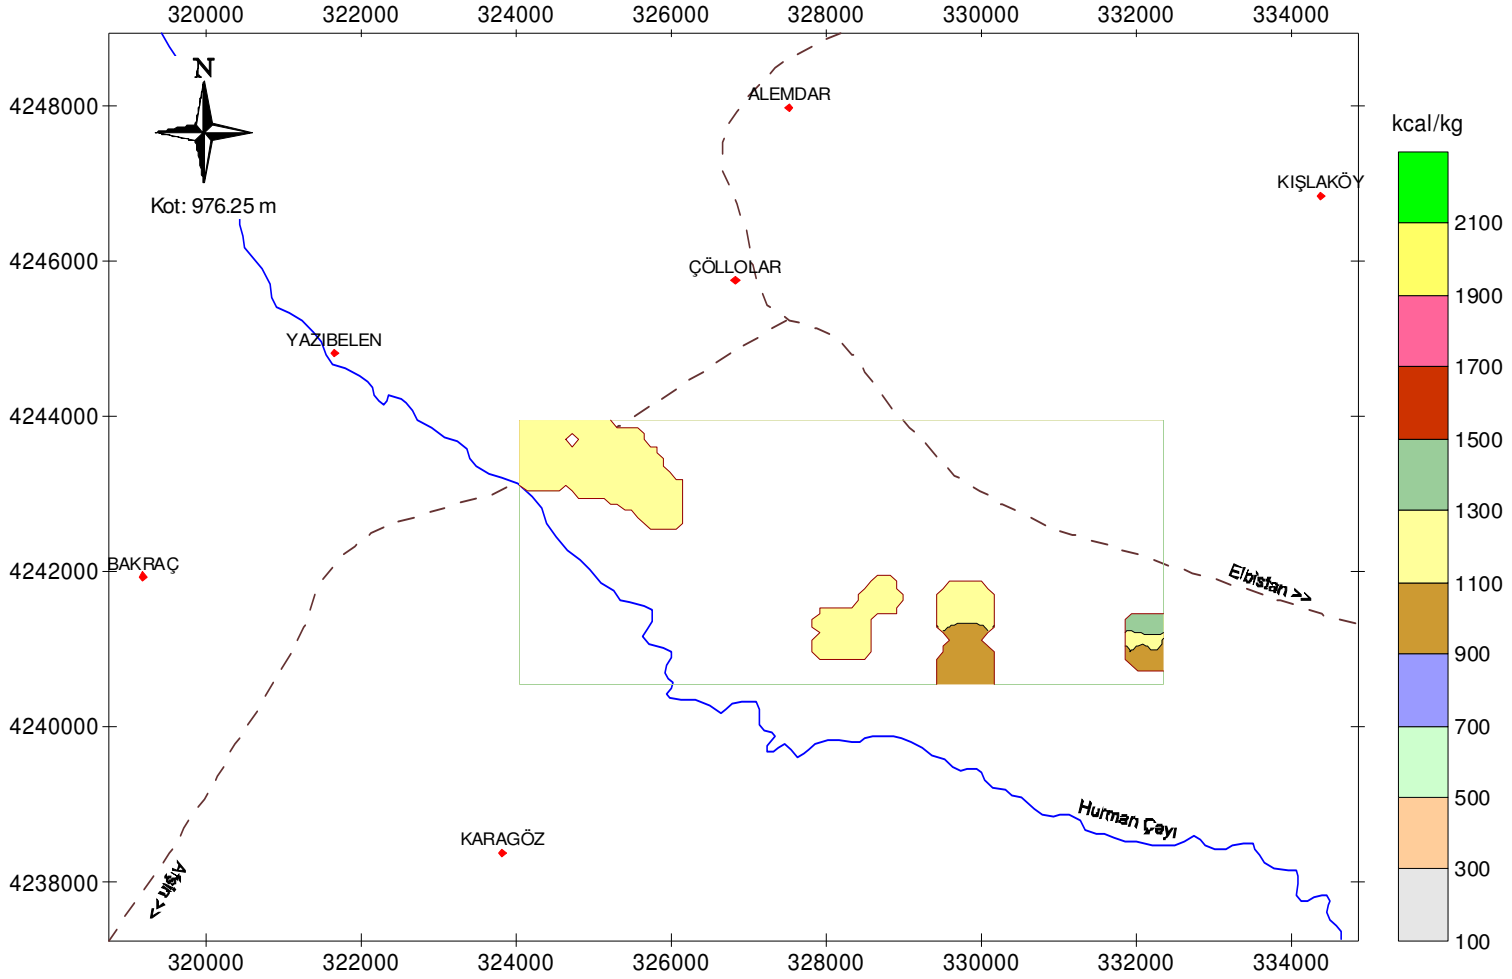 320000 322000 324000 326000 328000 330000 332000 334000
N
ALEMDAR
4248000
kcal/kg
KIŞLAKÖY
Kot: 976.25 m
2100
4246000
ÇÖLLOLAR
1900
YAZIBELEN
1700
4244000
1500
1300
BAKRAÇ
4242000
Elbistan >>
1100
900
4240000
700
Hurman Çayı
500
KARAGÖZ
4238000
Afşin >>
300
100
320000 322000 324000 326000 328000 330000 332000 334000